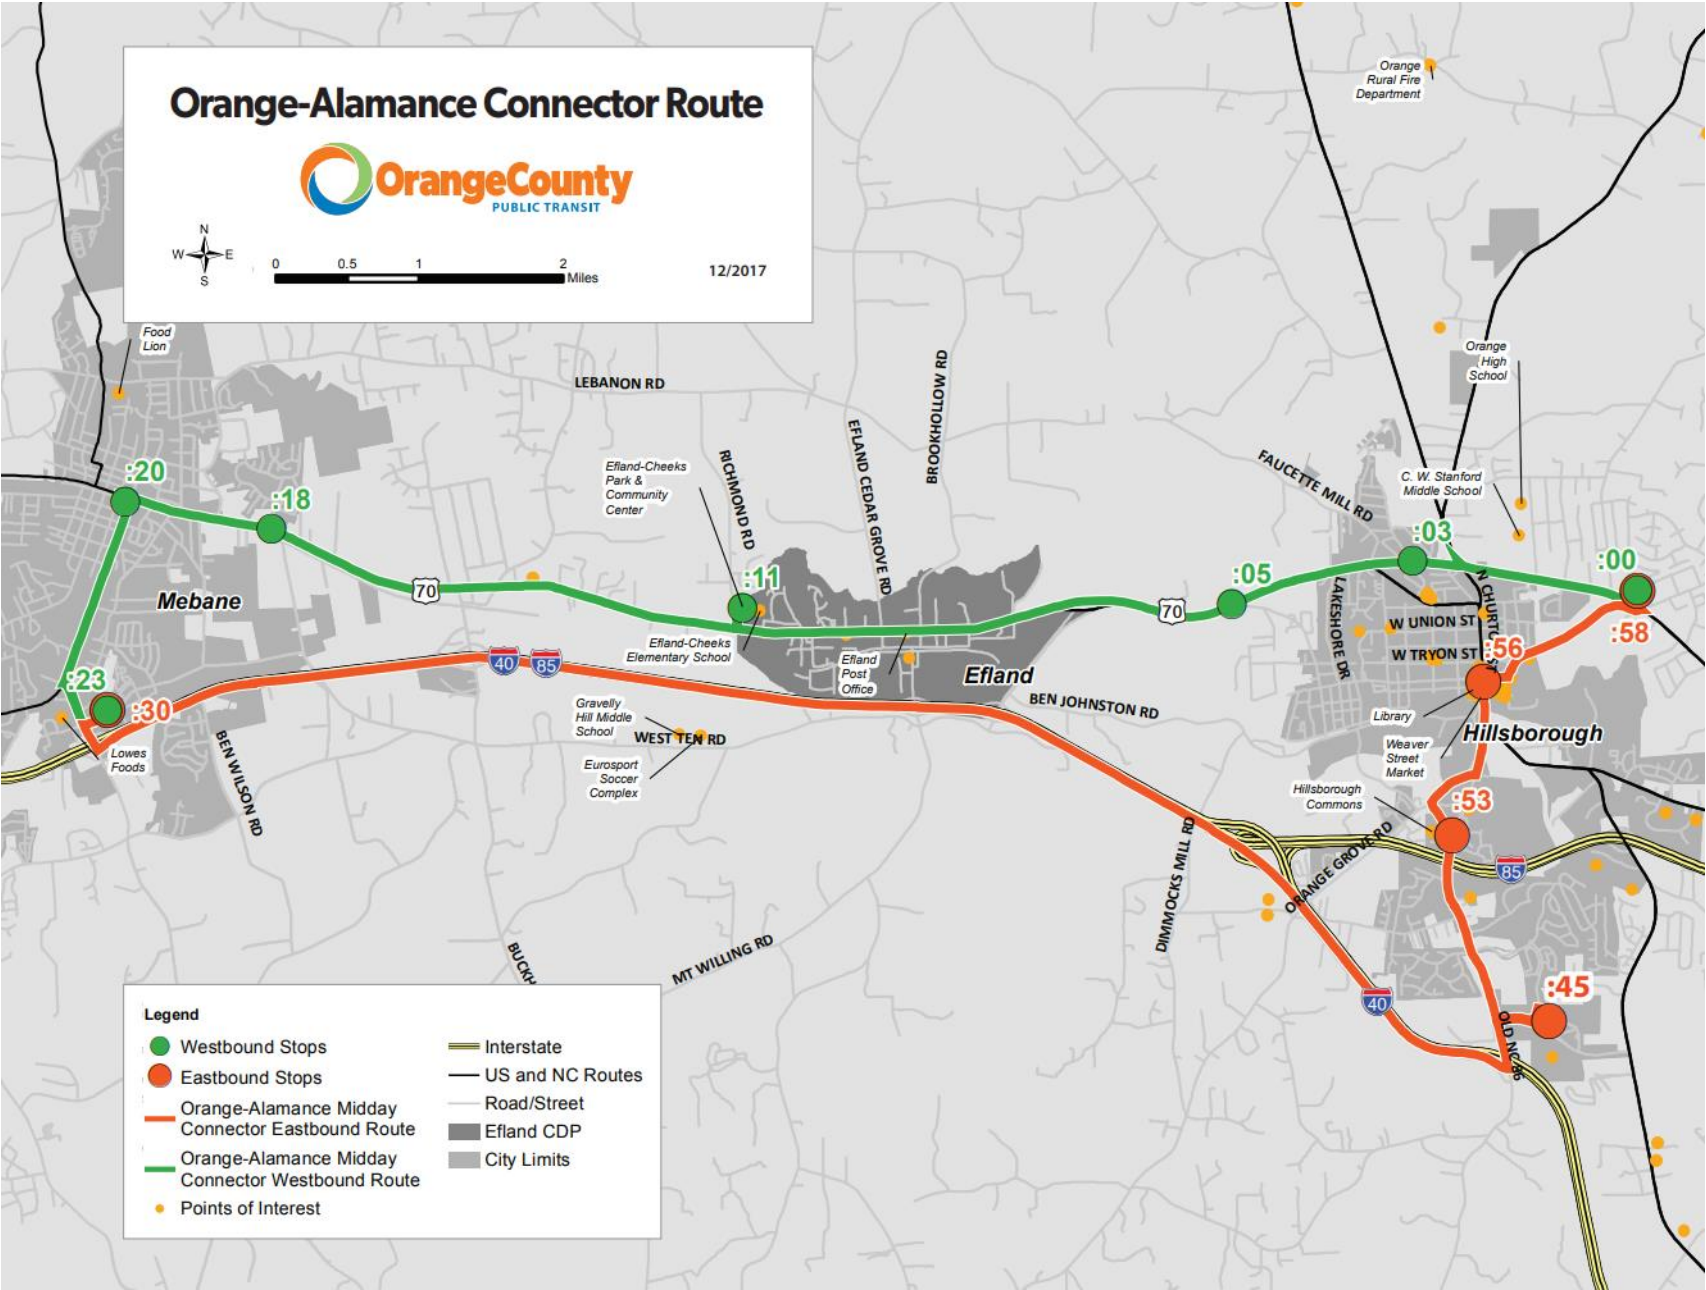 Orange-Alamance Connector Route
OrangeCounty
PUBLIC TRANSIT
N
W E
S
0 0.5 1 2
Miles
12/2017
Orange
Rural Fire
Department
Food
Lion
Orange
High
School
LEBANON RD
BROOKHOLLOW RD
EFLAND CEDAR GROVE RD
RICHMOND RD
Efland-Cheeks
Park &
Community
Center
FAUCETTE MILL RD
C. W. Stanford
Middle School
:20
:18
:11
:05
:03
:00
70
70
Mebane
LAKESHORE DR
N CHURTON ST
W UNION ST
W TRYON ST
:58
:56
Efland-Cheeks
Elementary School
Efland
Post
Office
Efland
40
85
:23
:30
BEN JOHNSTON RD
Gravelly
Hill Middle
School
WEST TEN RD
Eurosport
Soccer
Complex
Lowes
Foods
BEN WILSON RD
Library
Weaver
Street
Market
Hillsborough
Hillsborough
Commons
:53
DIMMOCKS MILL RD
ORANGE GROVE RD
85
MT WILLING RD
BUCKH
40
:45
OLD NC 86
Legend
Westbound Stops
Eastbound Stops
Orange-Alamance Midday
Connector Eastbound Route
Orange-Alamance Midday
Connector Westbound Route
Points of Interest
Interstate
US and NC Routes
Road/Street
Efland CDP
City Limits